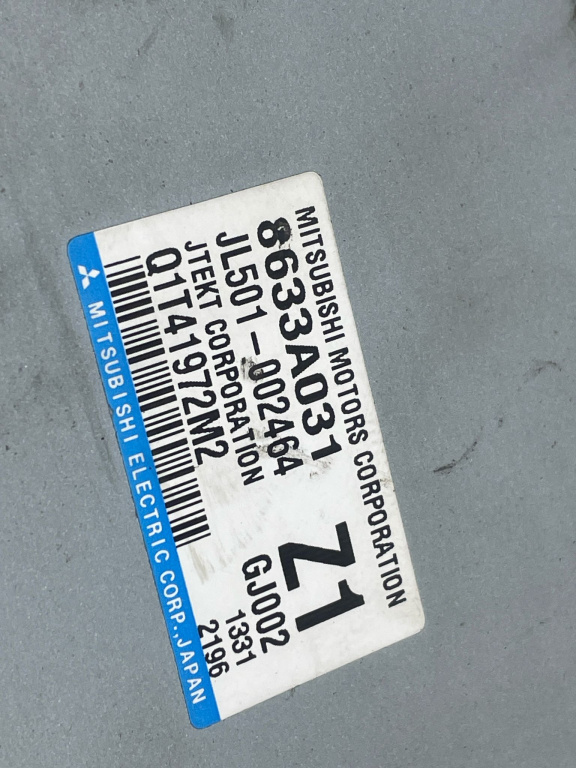 MITSUBISHI MOTORS CORPORATION
8633A031 Z1
JL501-002464
JTEKT CORPORATION GJ002
Q1T41972M2 1331
2196
MITSUBISHI ELECTRIC CORP.,JAPAN